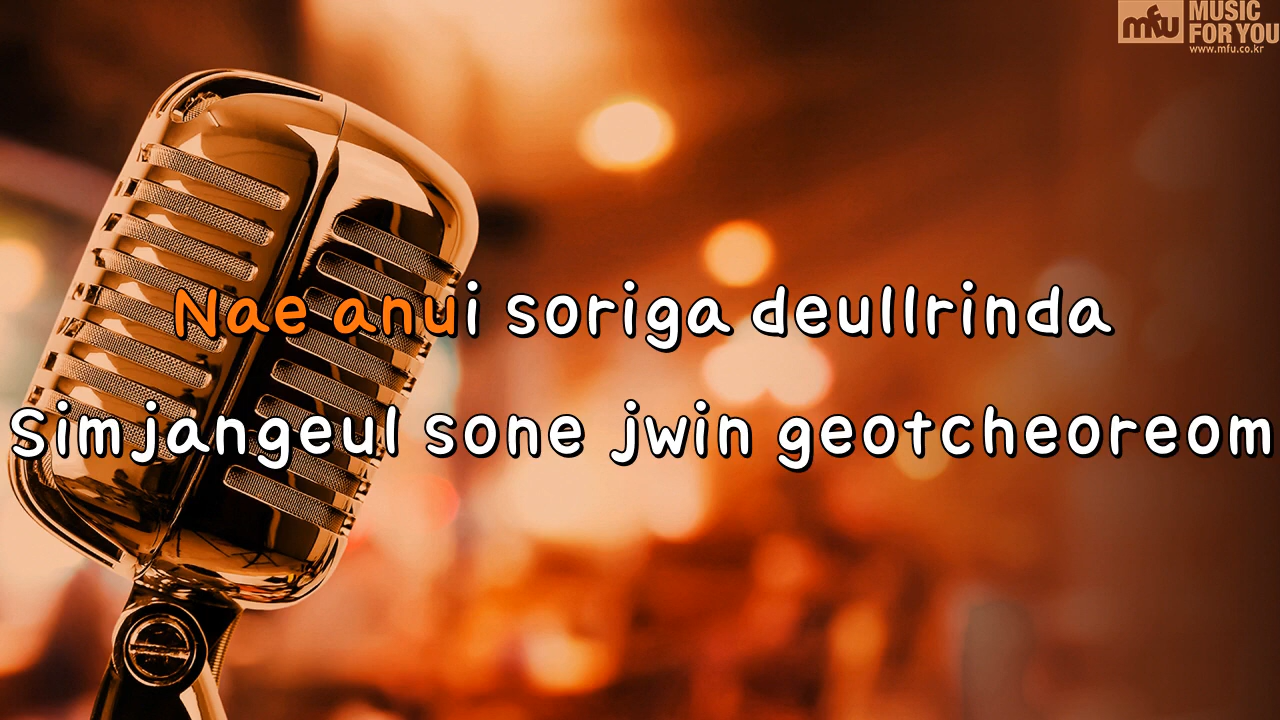 mfu MUSIC
FOR YOU
www.mfu.co.kr
Nae anui soriga deullrinda
Simjangeul sone jwin geotcheoreom